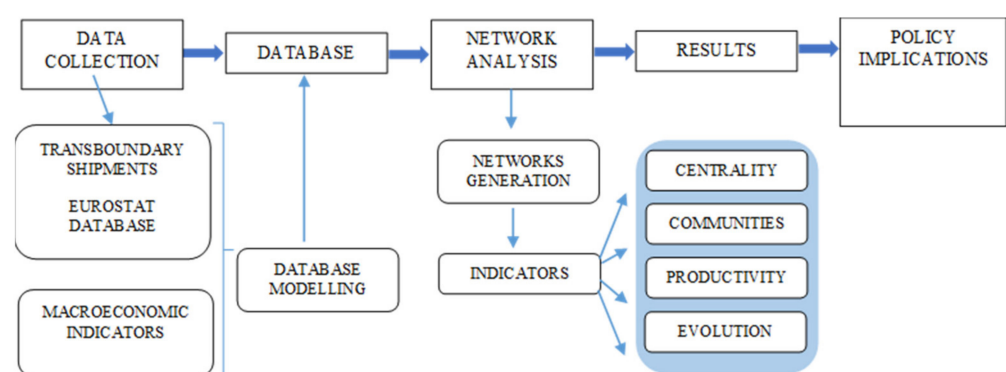 DATA
COLLECTION
DATABASE
NETWORK
ANALYSIS
RESULTS
POLICY
IMPLICATIONS
TRANSBOUNDARY
SHIPMENTS
EUROSTAT
DATABASE
MACROECONOMIC
INDICATORS
DATABASE
MODELLING
NETWORKS
GENERATION
INDICATORS
CENTRALITY
COMMUNITIES
PRODUCTIVITY
EVOLUTION